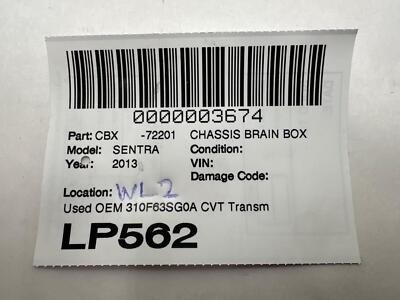 0000003674
Part: CBX -72201 CHASSIS BRAIN BOX
Model: SENTRA Condition:
Year: 2013 VIN:
Damage Code:
Location: WL2
Used OEM 310F63SG0A CVT Transm
LP562